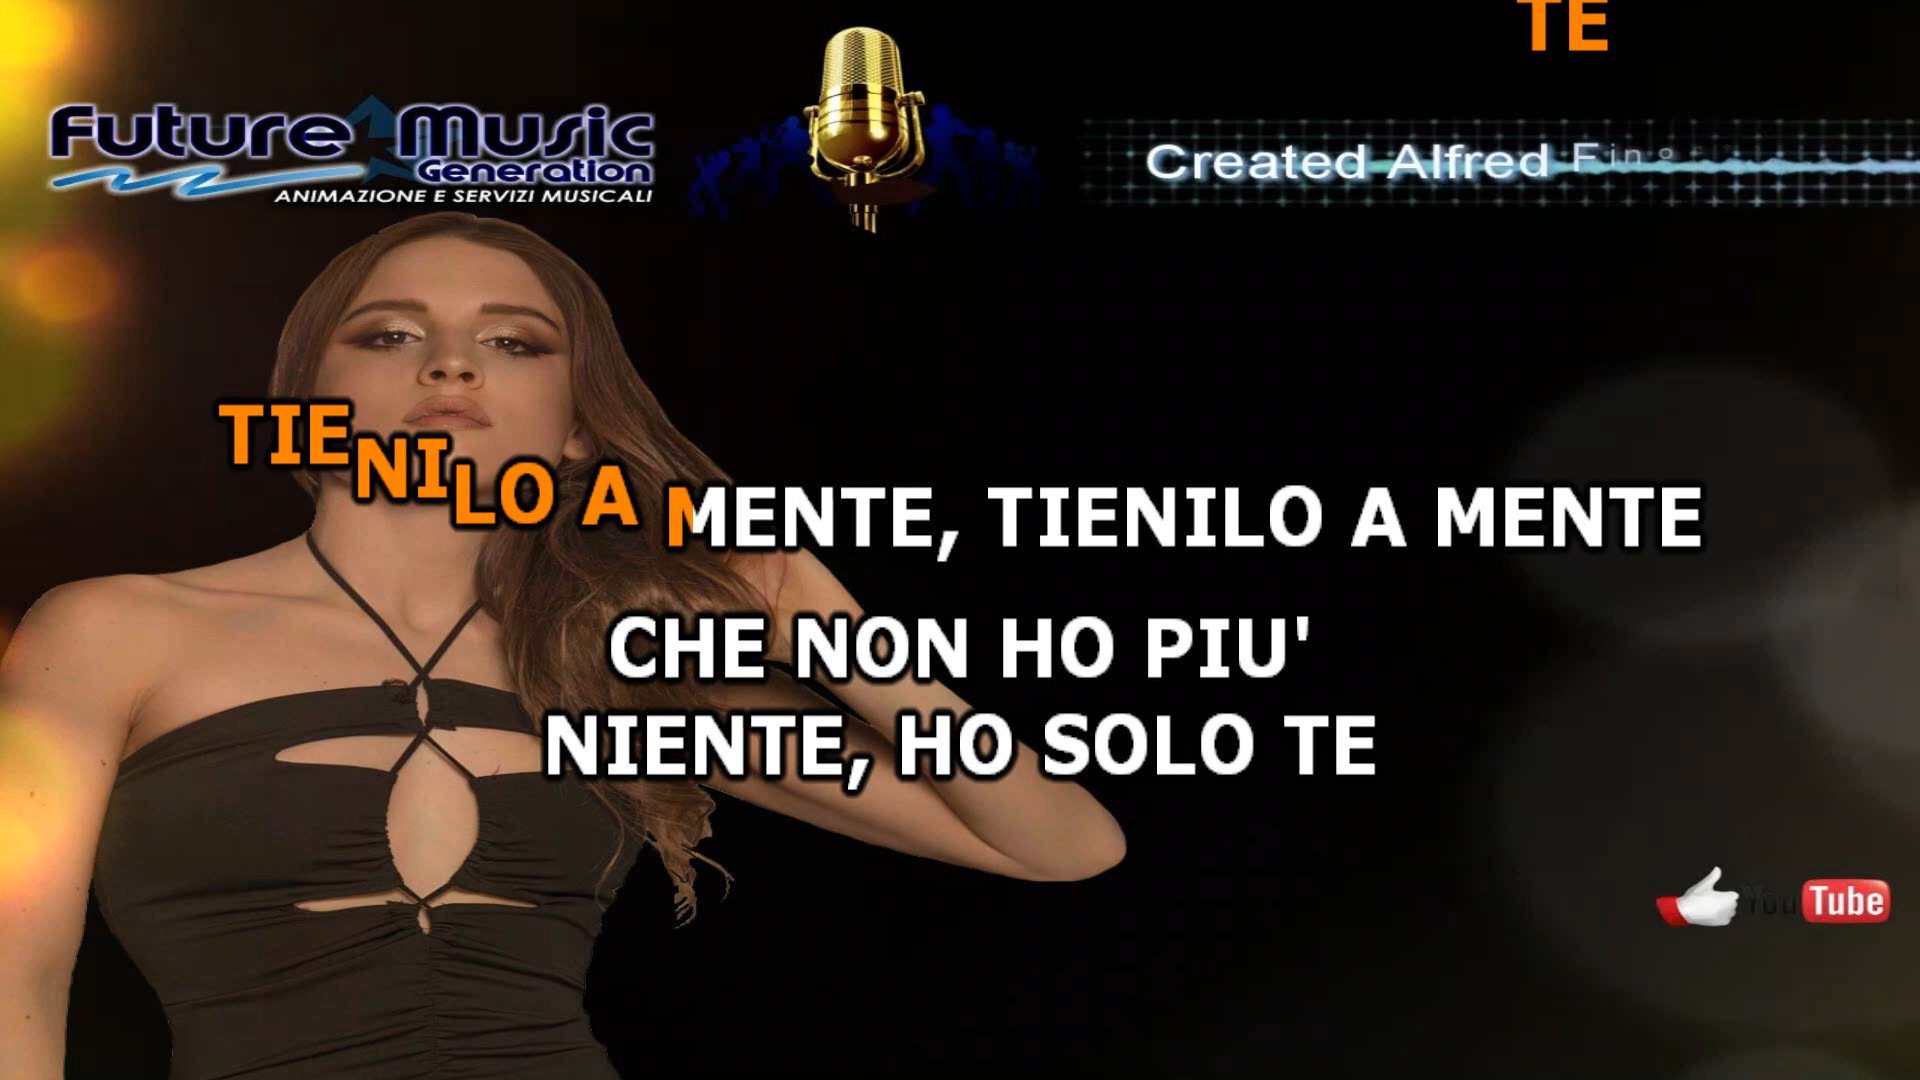 TE
Future Music
Generation
ANIMAZIONE E SERVIZI MUSICALI
Created Alfred Fino
TIENILO A MENTE, TIENILO A MENTE
CHE NON HO PIU'
NIENTE, HO SOLO TE
YouTube